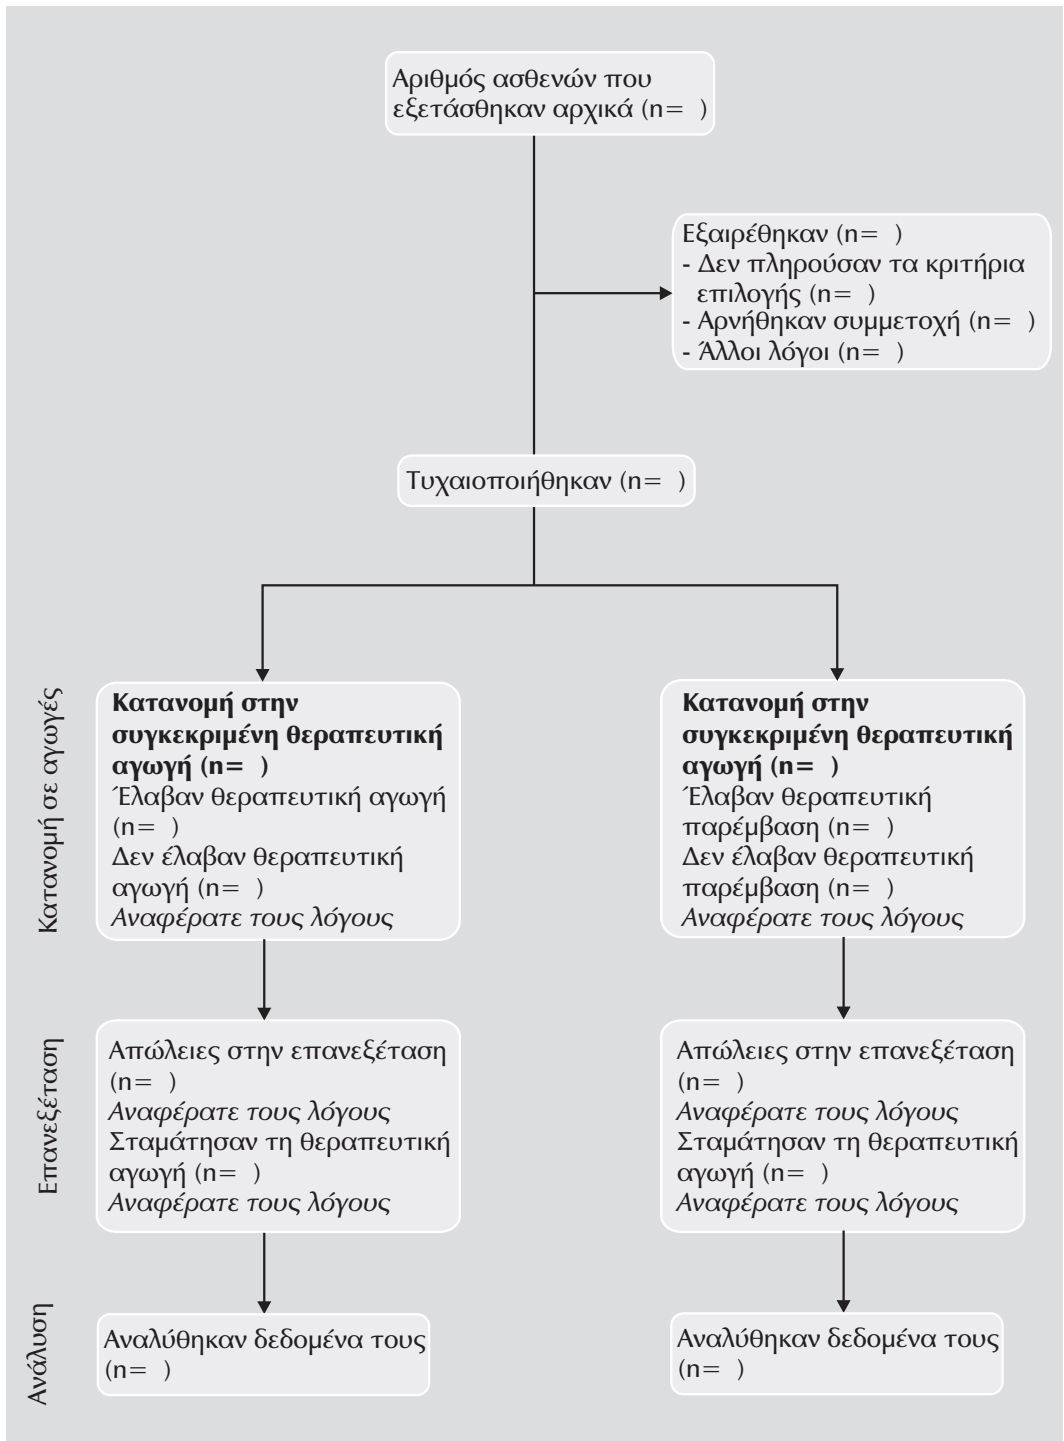 Αριθμός ασθενών που
εξετάσθηκαν αρχικά (n= )
Εξαιρέθηκαν (n= )
- Δεν πληρούσαν τα κριτήρια
επιλογής (n= )
- Αρνήθηκαν συμμετοχή (n= )
- Άλλοι λόγοι (n= )
Τυχαιοποιήθηκαν (n= )
Κατανομή σε αγωγές
Κατανομή στην
συγκεκριμένη θεραπευτική
αγωγή (n= )
Έλαβαν θεραπευτική αγωγή
(n= )
Δεν έλαβαν θεραπευτική
αγωγή (n= )
Αναφέρατε τους λόγους
Κατανομή στην
συγκεκριμένη θεραπευτική
αγωγή (n= )
Έλαβαν θεραπευτική
παρέμβαση (n= )
Δεν έλαβαν θεραπευτική
παρέμβαση (n= )
Αναφέρατε τους λόγους
Επανεξέταση
Απώλειες στην επανεξέταση
(n= )
Αναφέρατε τους λόγους
Σταμάτησαν τη θεραπευτική
αγωγή (n= )
Αναφέρατε τους λόγους
Απώλειες στην επανεξέταση
(n= )
Αναφέρατε τους λόγους
Σταμάτησαν τη θεραπευτική
αγωγή (n= )
Αναφέρατε τους λόγους
Ανάλυση
Αναλύθηκαν δεδομένα τους
(n= )
Αναλύθηκαν δεδομένα τους
(n= )